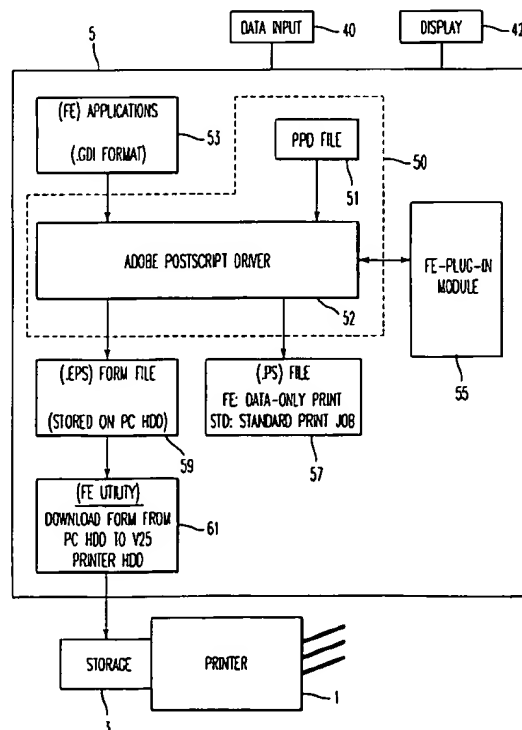 DATA INPUT
40
DISPLAY
42
5
(FE) APPLICATIONS
(.GDI FORMAT)
53
PPD FILE
51
50
ADOBE POSTSCRIPT DRIVER
52
FE-PLUG-IN
MODULE
55
(.EPS) FORM FILE
(STORED ON PC HDD)
59
(.PS) FILE
FE: DATA-ONLY PRINT
STD: STANDARD PRINT JOB
57
(FE UTILITY)
DOWNLOAD FORM FROM
PC HDD TO V25
PRINTER HDD
61
STORAGE
3
PRINTER
1